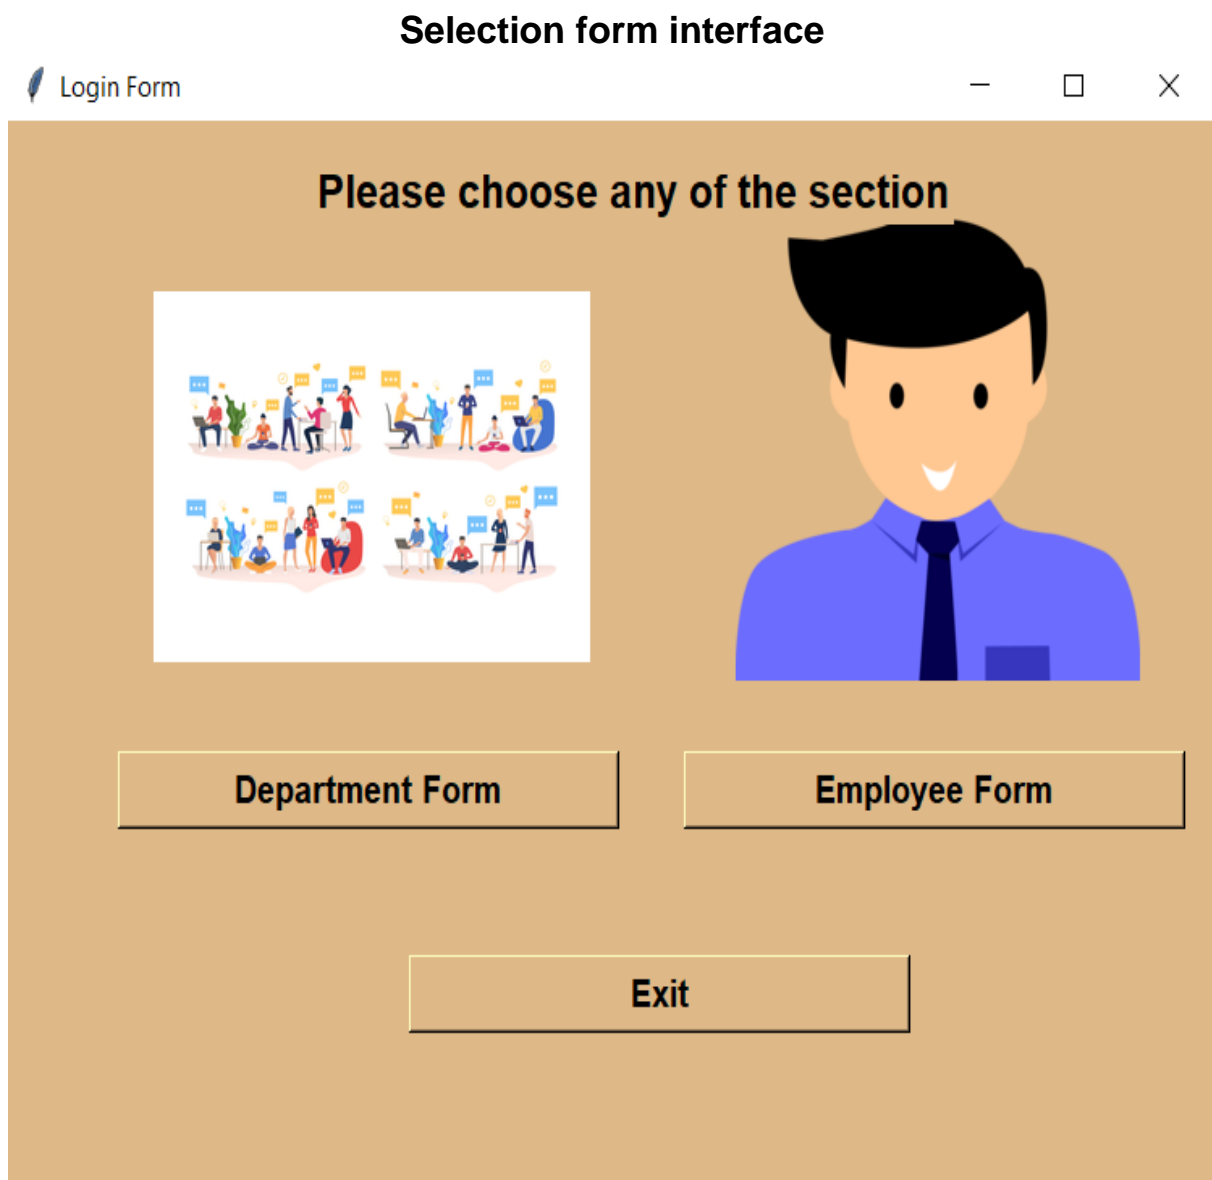 Selection form interface
Login Form
Please choose any of the section
Department Form
Employee Form
Exit